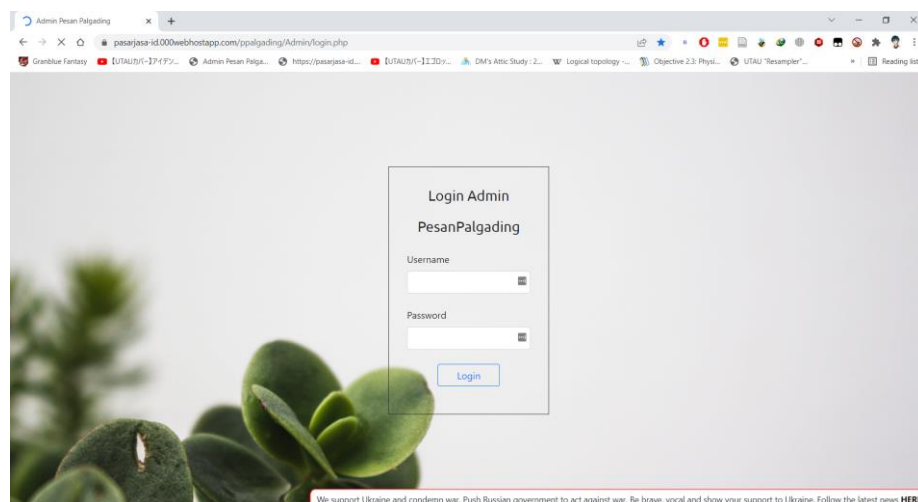 Admin Pesan Palgading
pasarjasa-id.000webhostapp.com/ppalgading/Admin/login.php
Granblue Fantasy
Admin Pesan Palga...
https://pasarjasa-id....
DM's Attic Study : 2...
W Logical topology -...
Objective 2.3: Physi...
UTAU "Resampler"...
Reading list
Login Admin
PesanPalgading
Username
Password
Login
We support Ukraine and condemn war. Push Russian government to act against war. Be brave, vocal and show your support to Ukraine. Follow the latest news HER